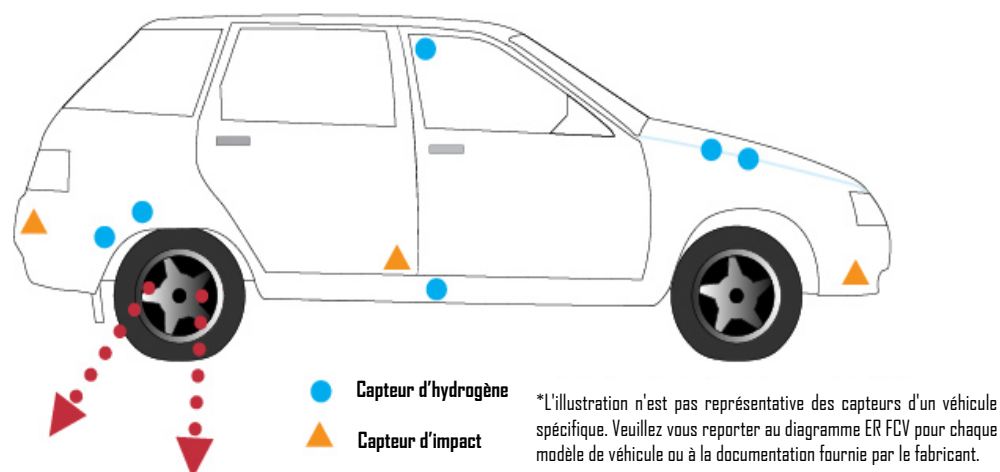 Capteur d'hydrogène
Capteur d'impact
*L'illustration n'est pas représentative des capteurs d'un véhicule
spécifique. Veuillez vous reporter au diagramme ER FCV pour chaque
modèle de véhicule ou à la documentation fournie par le fabricant.